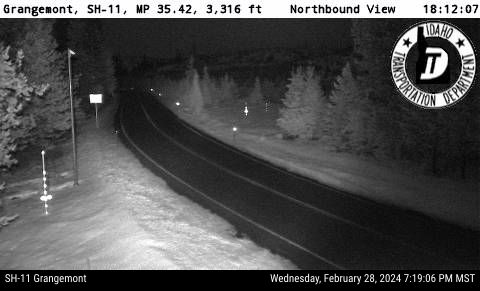 Grangemont, SH-11, MP 35.42, 3,316 ft Northbound View 18:12:07
IDAHO
TRANSPORTATION DEPARTMENT
SH-11 Grangemont Wednesday, February 28, 2024 7:19:06 PM MST